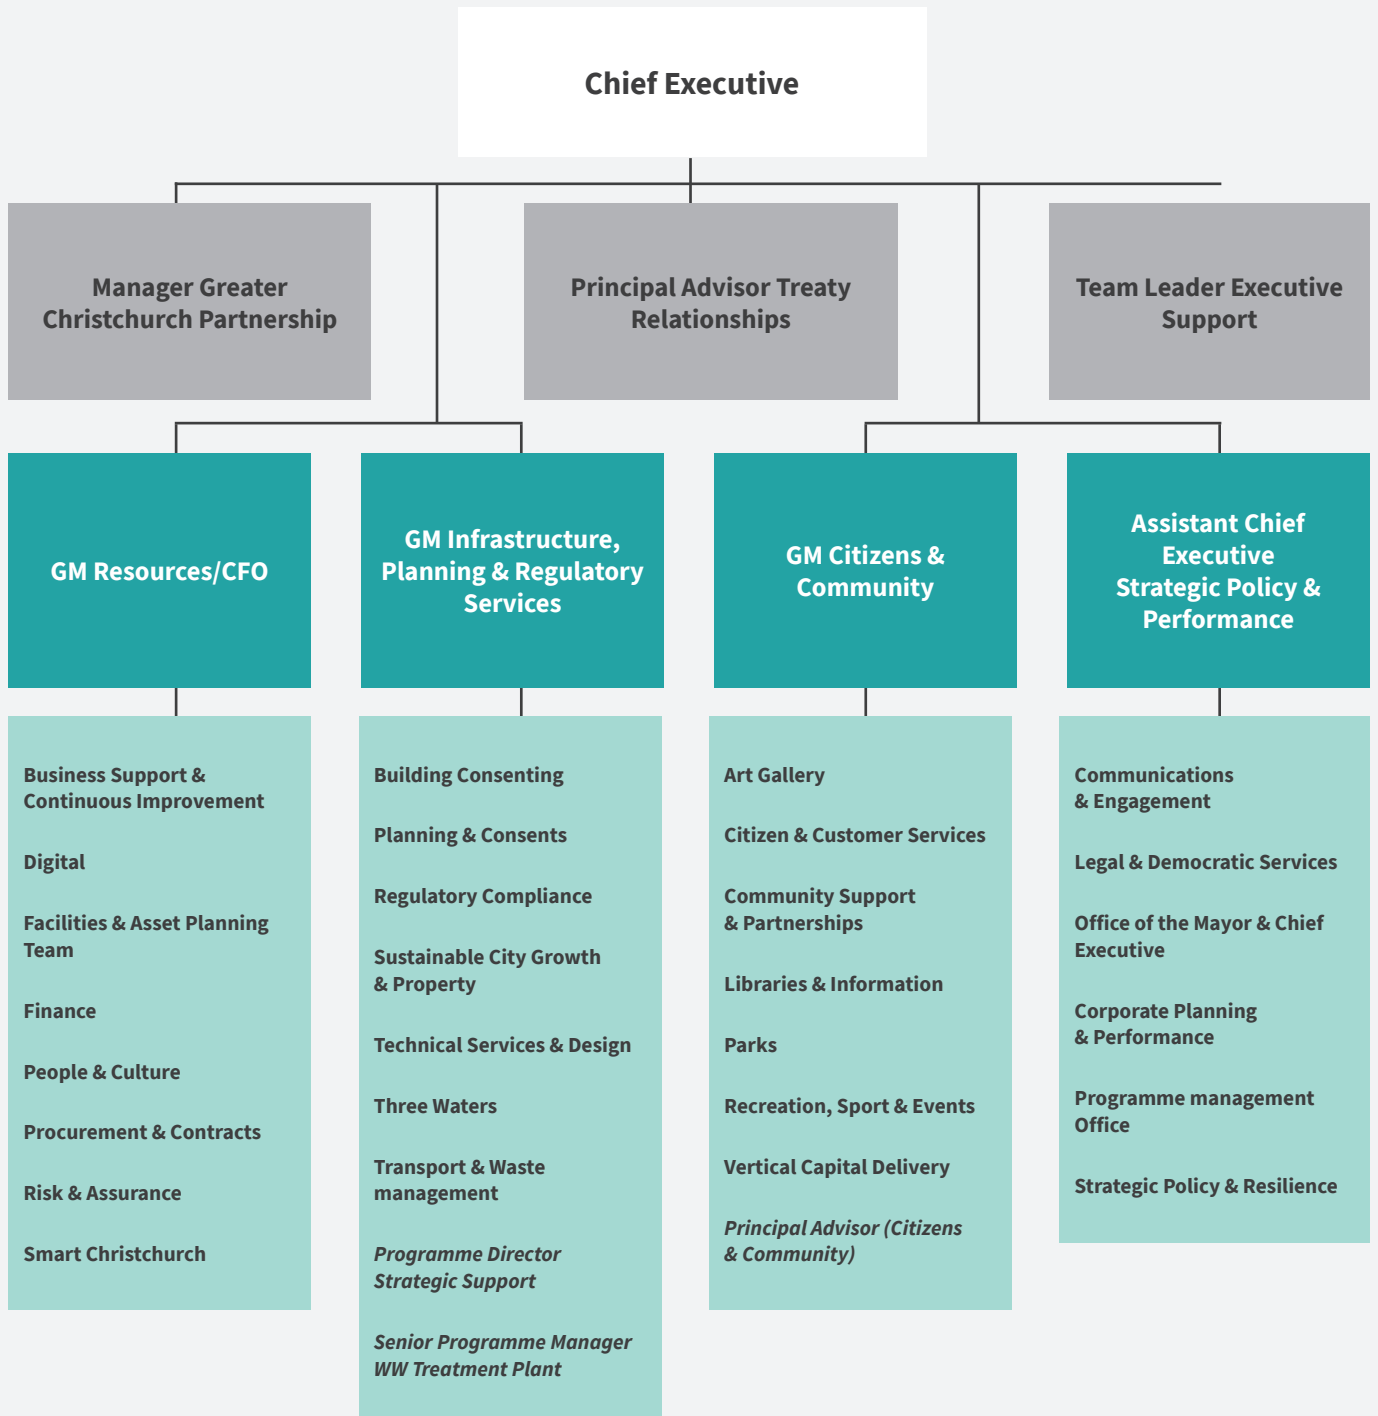 Chief Executive
Manager Greater
Christchurch Partnership
Principal Advisor Treaty
Relationships
Team Leader Executive
Support
GM Resources/CFO
GM Infrastructure,
Planning & Regulatory
Services
GM Citizens &
Community
Assistant Chief
Executive
Strategic Policy &
Performance
Business Support &
Continuous Improvement
Digital
Facilities & Asset Planning
Team
Finance
People & Culture
Procurement & Contracts
Risk & Assurance
Smart Christchurch
Building Consenting
Planning & Consents
Regulatory Compliance
Sustainable City Growth
& Property
Technical Services & Design
Three Waters
Transport & Waste
management
Programme Director
Strategic Support
Senior Programme Manager
WW Treatment Plant
Art Gallery
Citizen & Customer Services
Community Support
& Partnerships
Libraries & Information
Parks
Recreation, Sport & Events
Vertical Capital Delivery
Principal Advisor (Citizens
& Community)
Communications
& Engagement
Legal & Democratic Services
Office of the Mayor & Chief
Executive
Corporate Planning
& Performance
Programme management
Office
Strategic Policy & Resilience